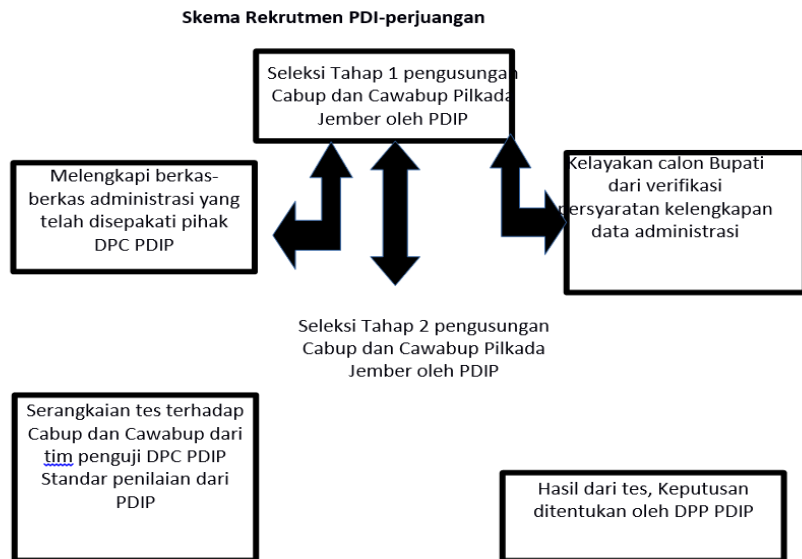 Skema Rekrutmen PDI-perjuangan
Seleksi Tahap 1 pengusungan
Cabup dan Cawabup Pilkada
Jember oleh PDIP
Melengkapi berkas-
berkas administrasi yang
telah disepakati pihak
DPC PDIP
Kelayakan calon Bupati
dari verifikasi
persyaratan kelengkapan
data administrasi
Seleksi Tahap 2 pengusungan
Cabup dan Cawabup Pilkada
Jember oleh PDIP
Serangkaian tes terhadap
Cabup dan Cawabup dari
tim penguji DPC PDIP
Standar penilaian dari
PDIP
Hasil dari tes, Keputusan
ditentukan oleh DPP PDIP